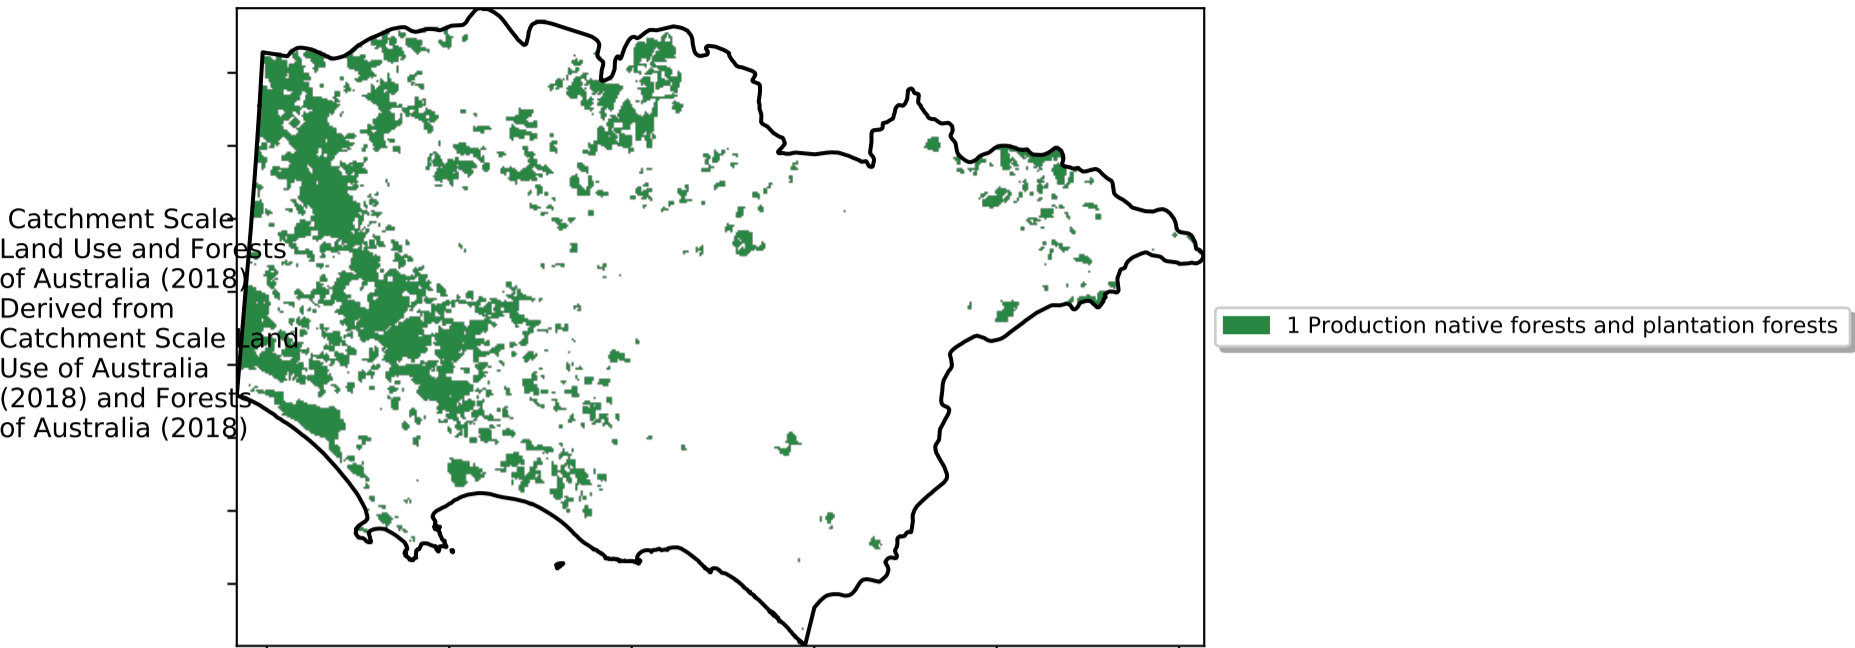 Catchment Scale
Land Use and Forests
of Australia (2018)
Derived from
Catchment Scale Land
Use of Australia
(2018) and Forests
of Australia (2018)
1 Production native forests and plantation forests